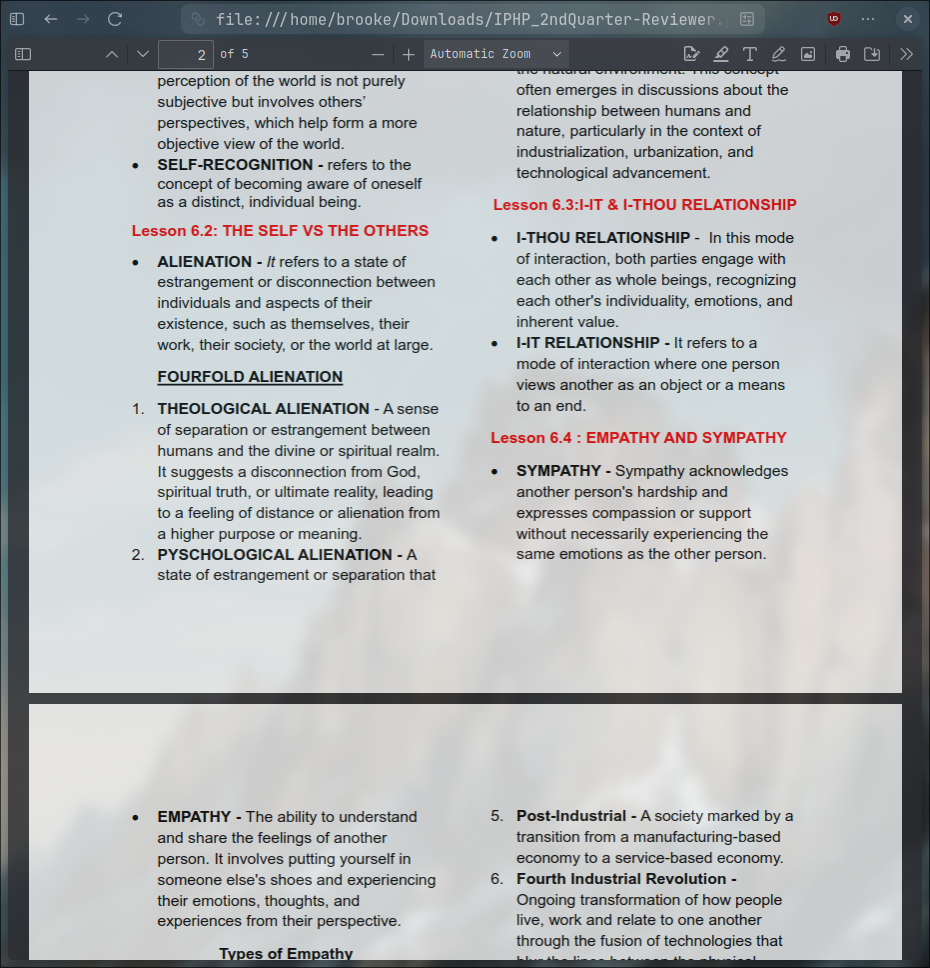 file:///home/brooke/Downloads/IPHP_2ndQuarter-Reviewer.
2 of 5
Automatic Zoom
perception of the world is not purely
subjective but involves others'
perspectives, which help form a more
objective view of the world.
• SELF-RECOGNITION - refers to the
concept of becoming aware of oneself
as a distinct, individual being.
Lesson 6.2: THE SELF VS THE OTHERS
• ALIENATION - It refers to a state of
estrangement or disconnection between
individuals and aspects of their
existence, such as themselves, their
work, their society, or the world at large.
FOURFOLD ALIENATION
1. THEOLOGICAL ALIENATION - A sense
of separation or estrangement between
humans and the divine or spiritual realm.
It suggests a disconnection from God,
spiritual truth, or ultimate reality, leading
to a feeling of distance or alienation from
a higher purpose or meaning.
2. PYSCHOLOGICAL ALIENATION - A
state of estrangement or separation that
the natural environment. This concept
often emerges in discussions about the
relationship between humans and
nature, particularly in the context of
industrialization, urbanization, and
technological advancement.
Lesson 6.3:I-IT & I-THOU RELATIONSHIP
• I-THOU RELATIONSHIP - In this mode
of interaction, both parties engage with
each other as whole beings, recognizing
each other's individuality, emotions, and
inherent value.
• I-IT RELATIONSHIP - It refers to a
mode of interaction where one person
views another as an object or a means
to an end.
Lesson 6.4 : EMPATHY AND SYMPATHY
• SYMPATHY - Sympathy acknowledges
another person's hardship and
expresses compassion or support
without necessarily experiencing the
same emotions as the other person.
• EMPATHY - The ability to understand
and share the feelings of another
person. It involves putting yourself in
someone else's shoes and experiencing
their emotions, thoughts, and
experiences from their perspective.
Types of Empathy
5. Post-Industrial - A society marked by a
transition from a manufacturing-based
economy to a service-based economy.
6. Fourth Industrial Revolution -
Ongoing transformation of how people
live, work and relate to one another
through the fusion of technologies that
blur the lines between the physical,